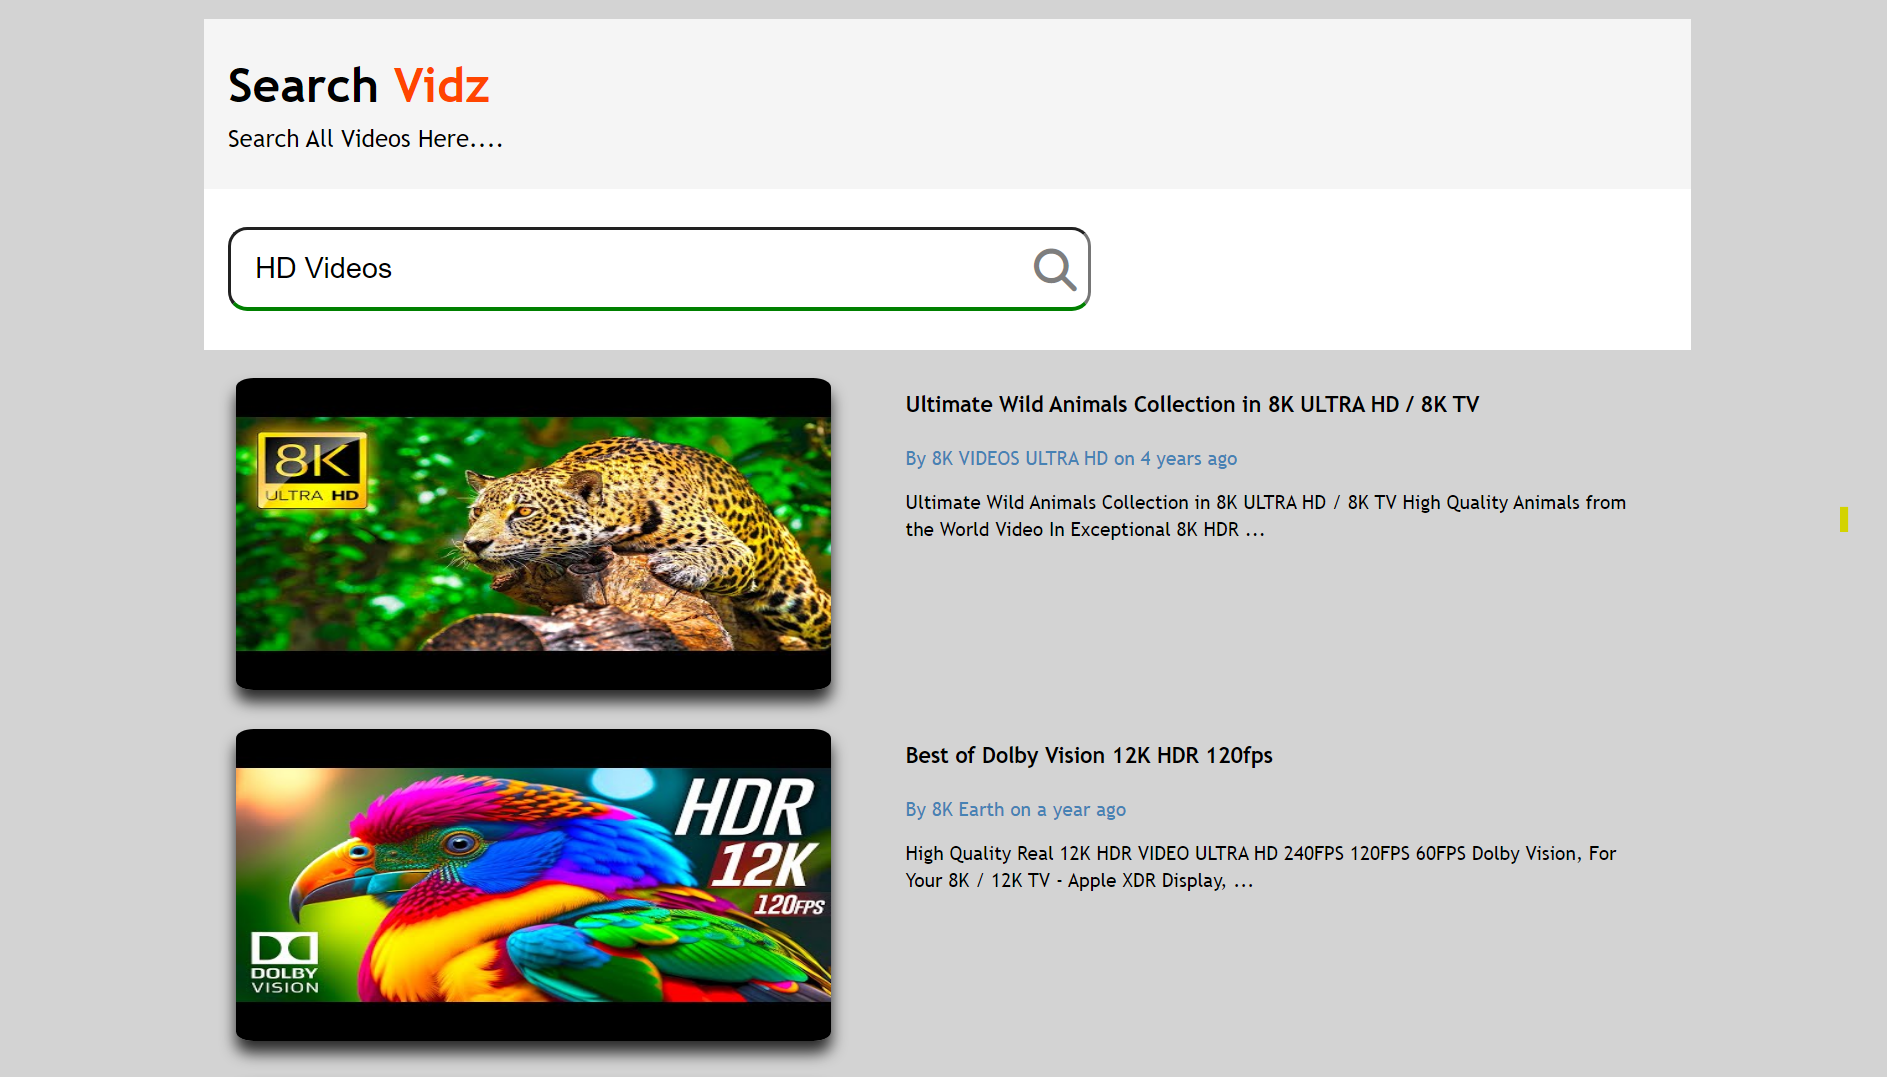 Search Vidz
Search All Videos Here....
HD Videos
8K
ULTRA HD
Ultimate Wild Animals Collection in 8K ULTRA HD / 8K TV
By 8K VIDEOS ULTRA HD on 4 years ago
Ultimate Wild Animals Collection in 8K ULTRA HD / 8K TV High Quality Animals from
the World Video In Exceptional 8K HDR ...
HDR
12K
120FPS
DOLBY
VISION
Best of Dolby Vision 12K HDR 120fps
By 8K Earth on a year ago
High Quality Real 12K HDR VIDEO ULTRA HD 240FPS 120FPS 60FPS Dolby Vision, For
Your 8K / 12K TV - Apple XDR Display, ...